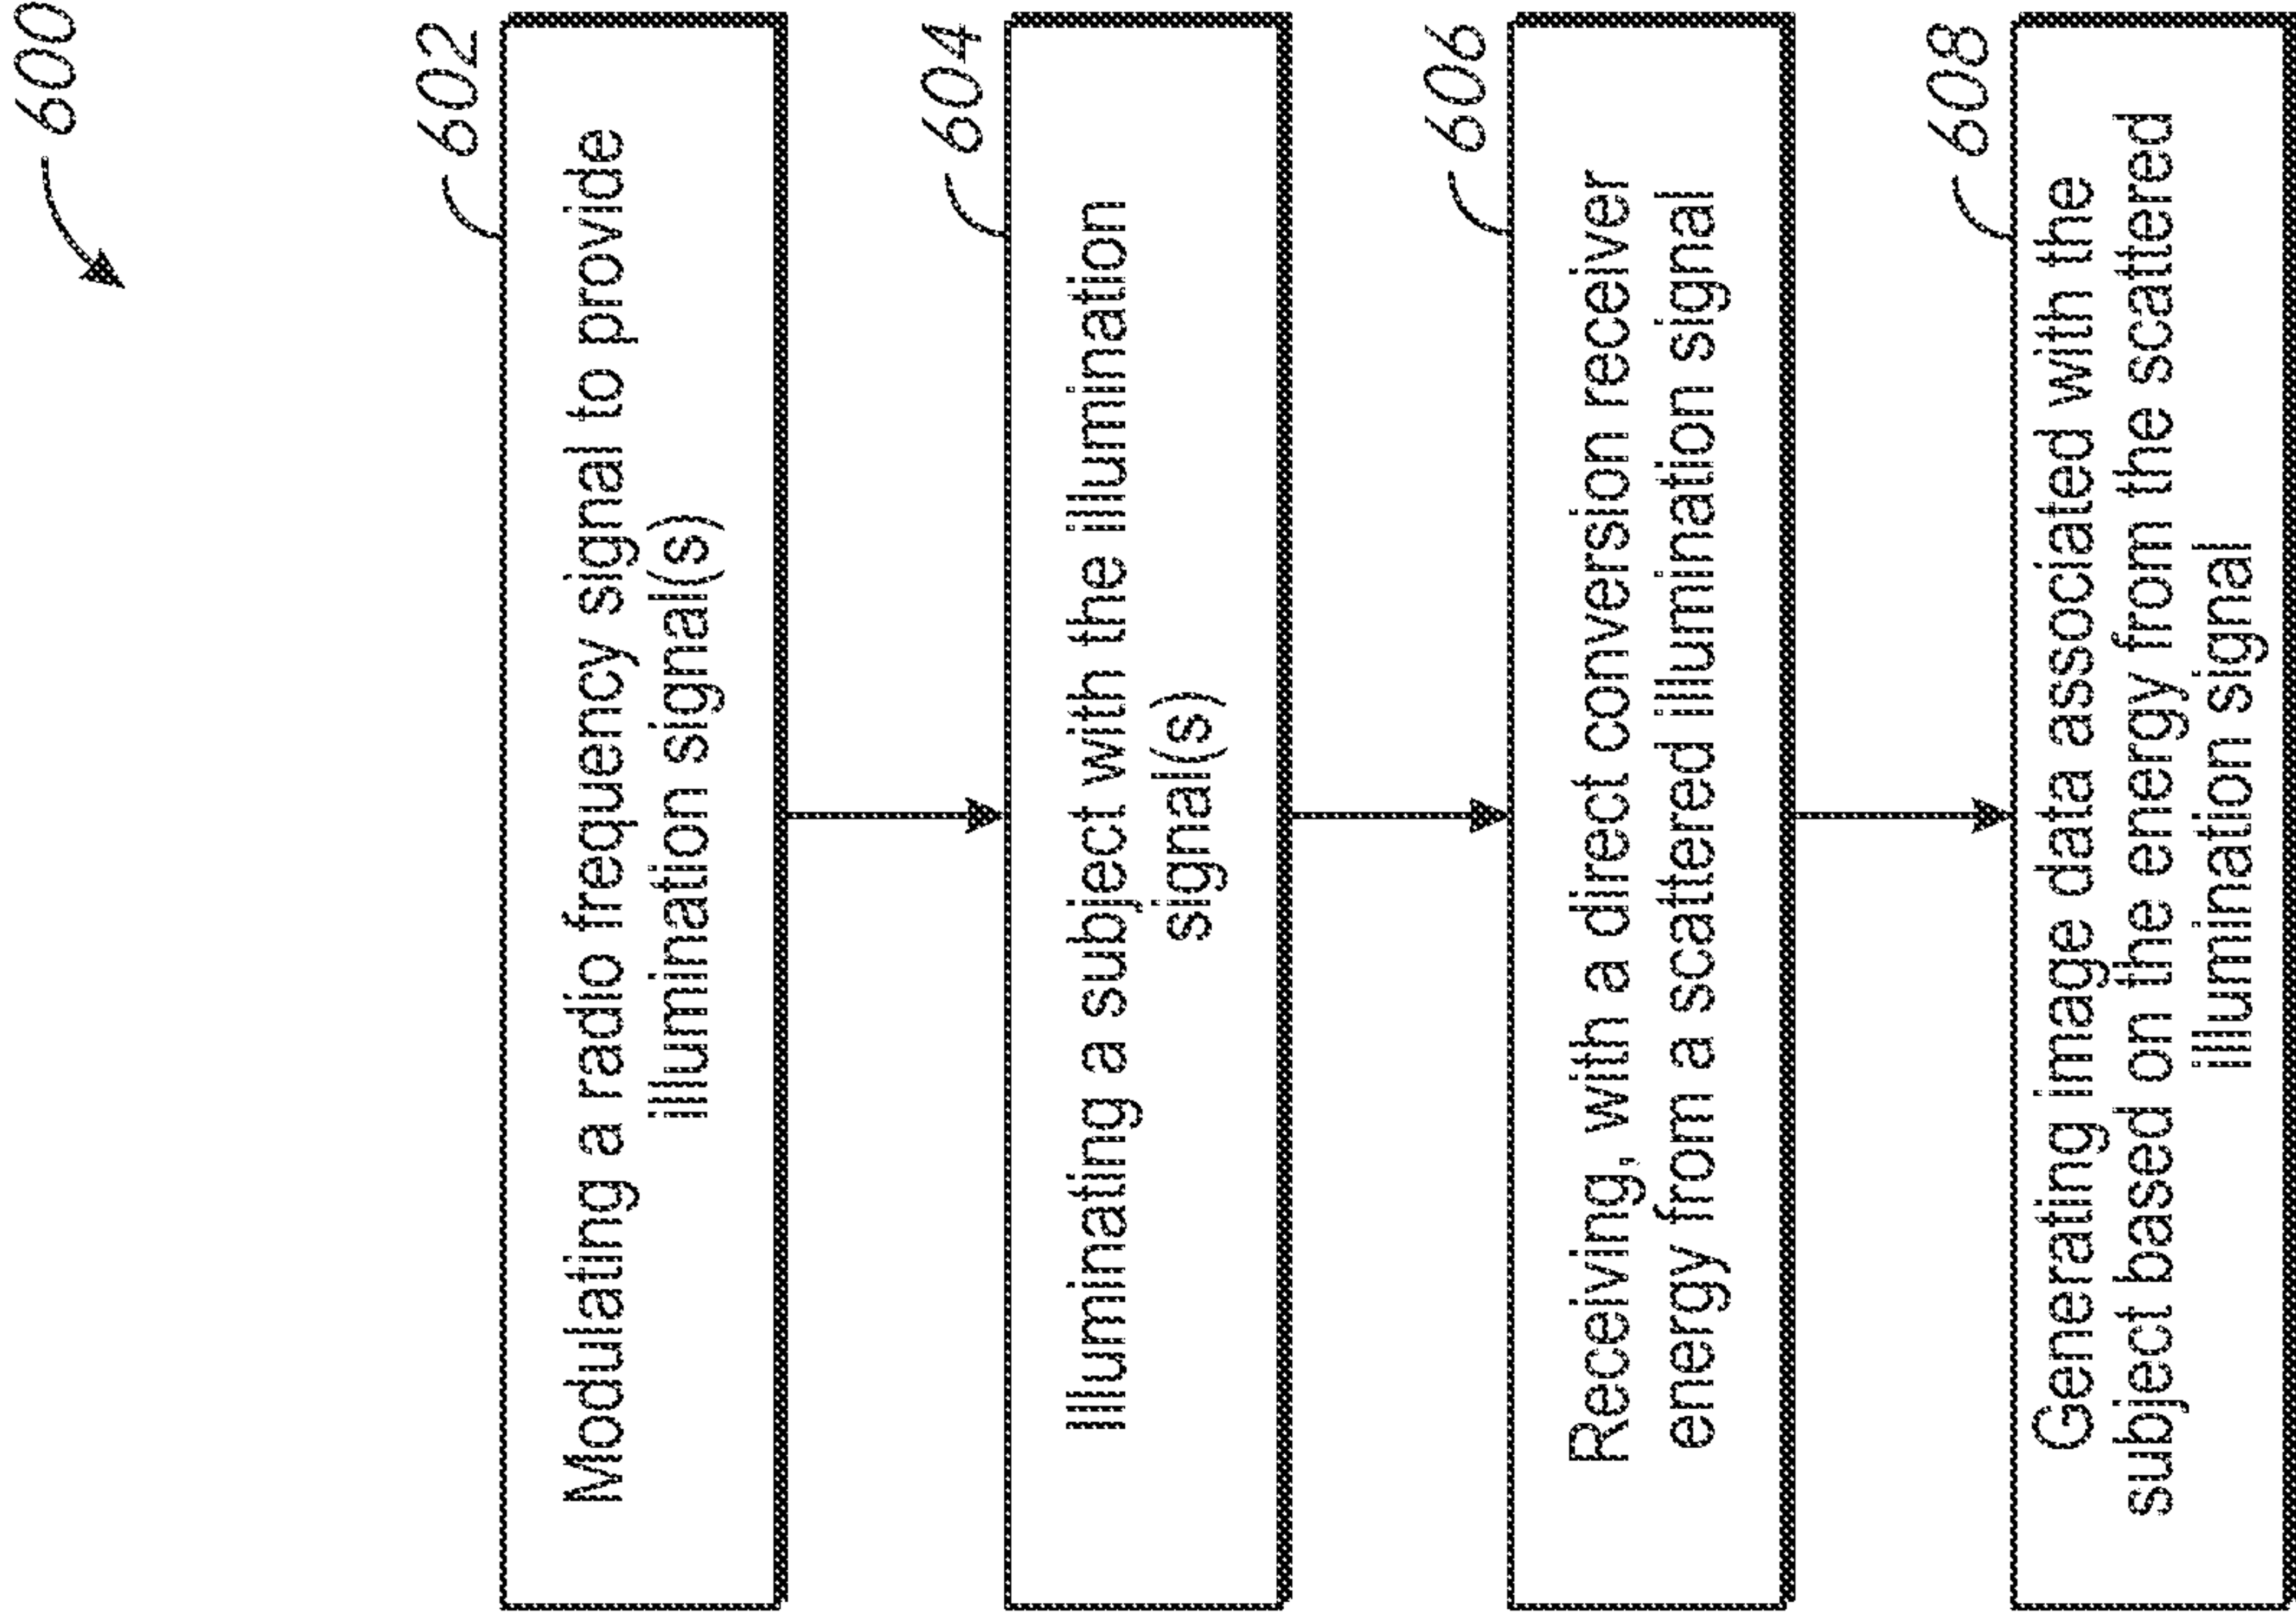 600
602
Modulating a radio frequency signal to provide
illumination signal(s)
604
Illuminating a subject with the illumination
signal(s)
606
Receiving, with a direct conversion receiver
energy from a scattered illumination signal
608
Generating image data associated with the
subject based on the energy from the scattered
illumination signal